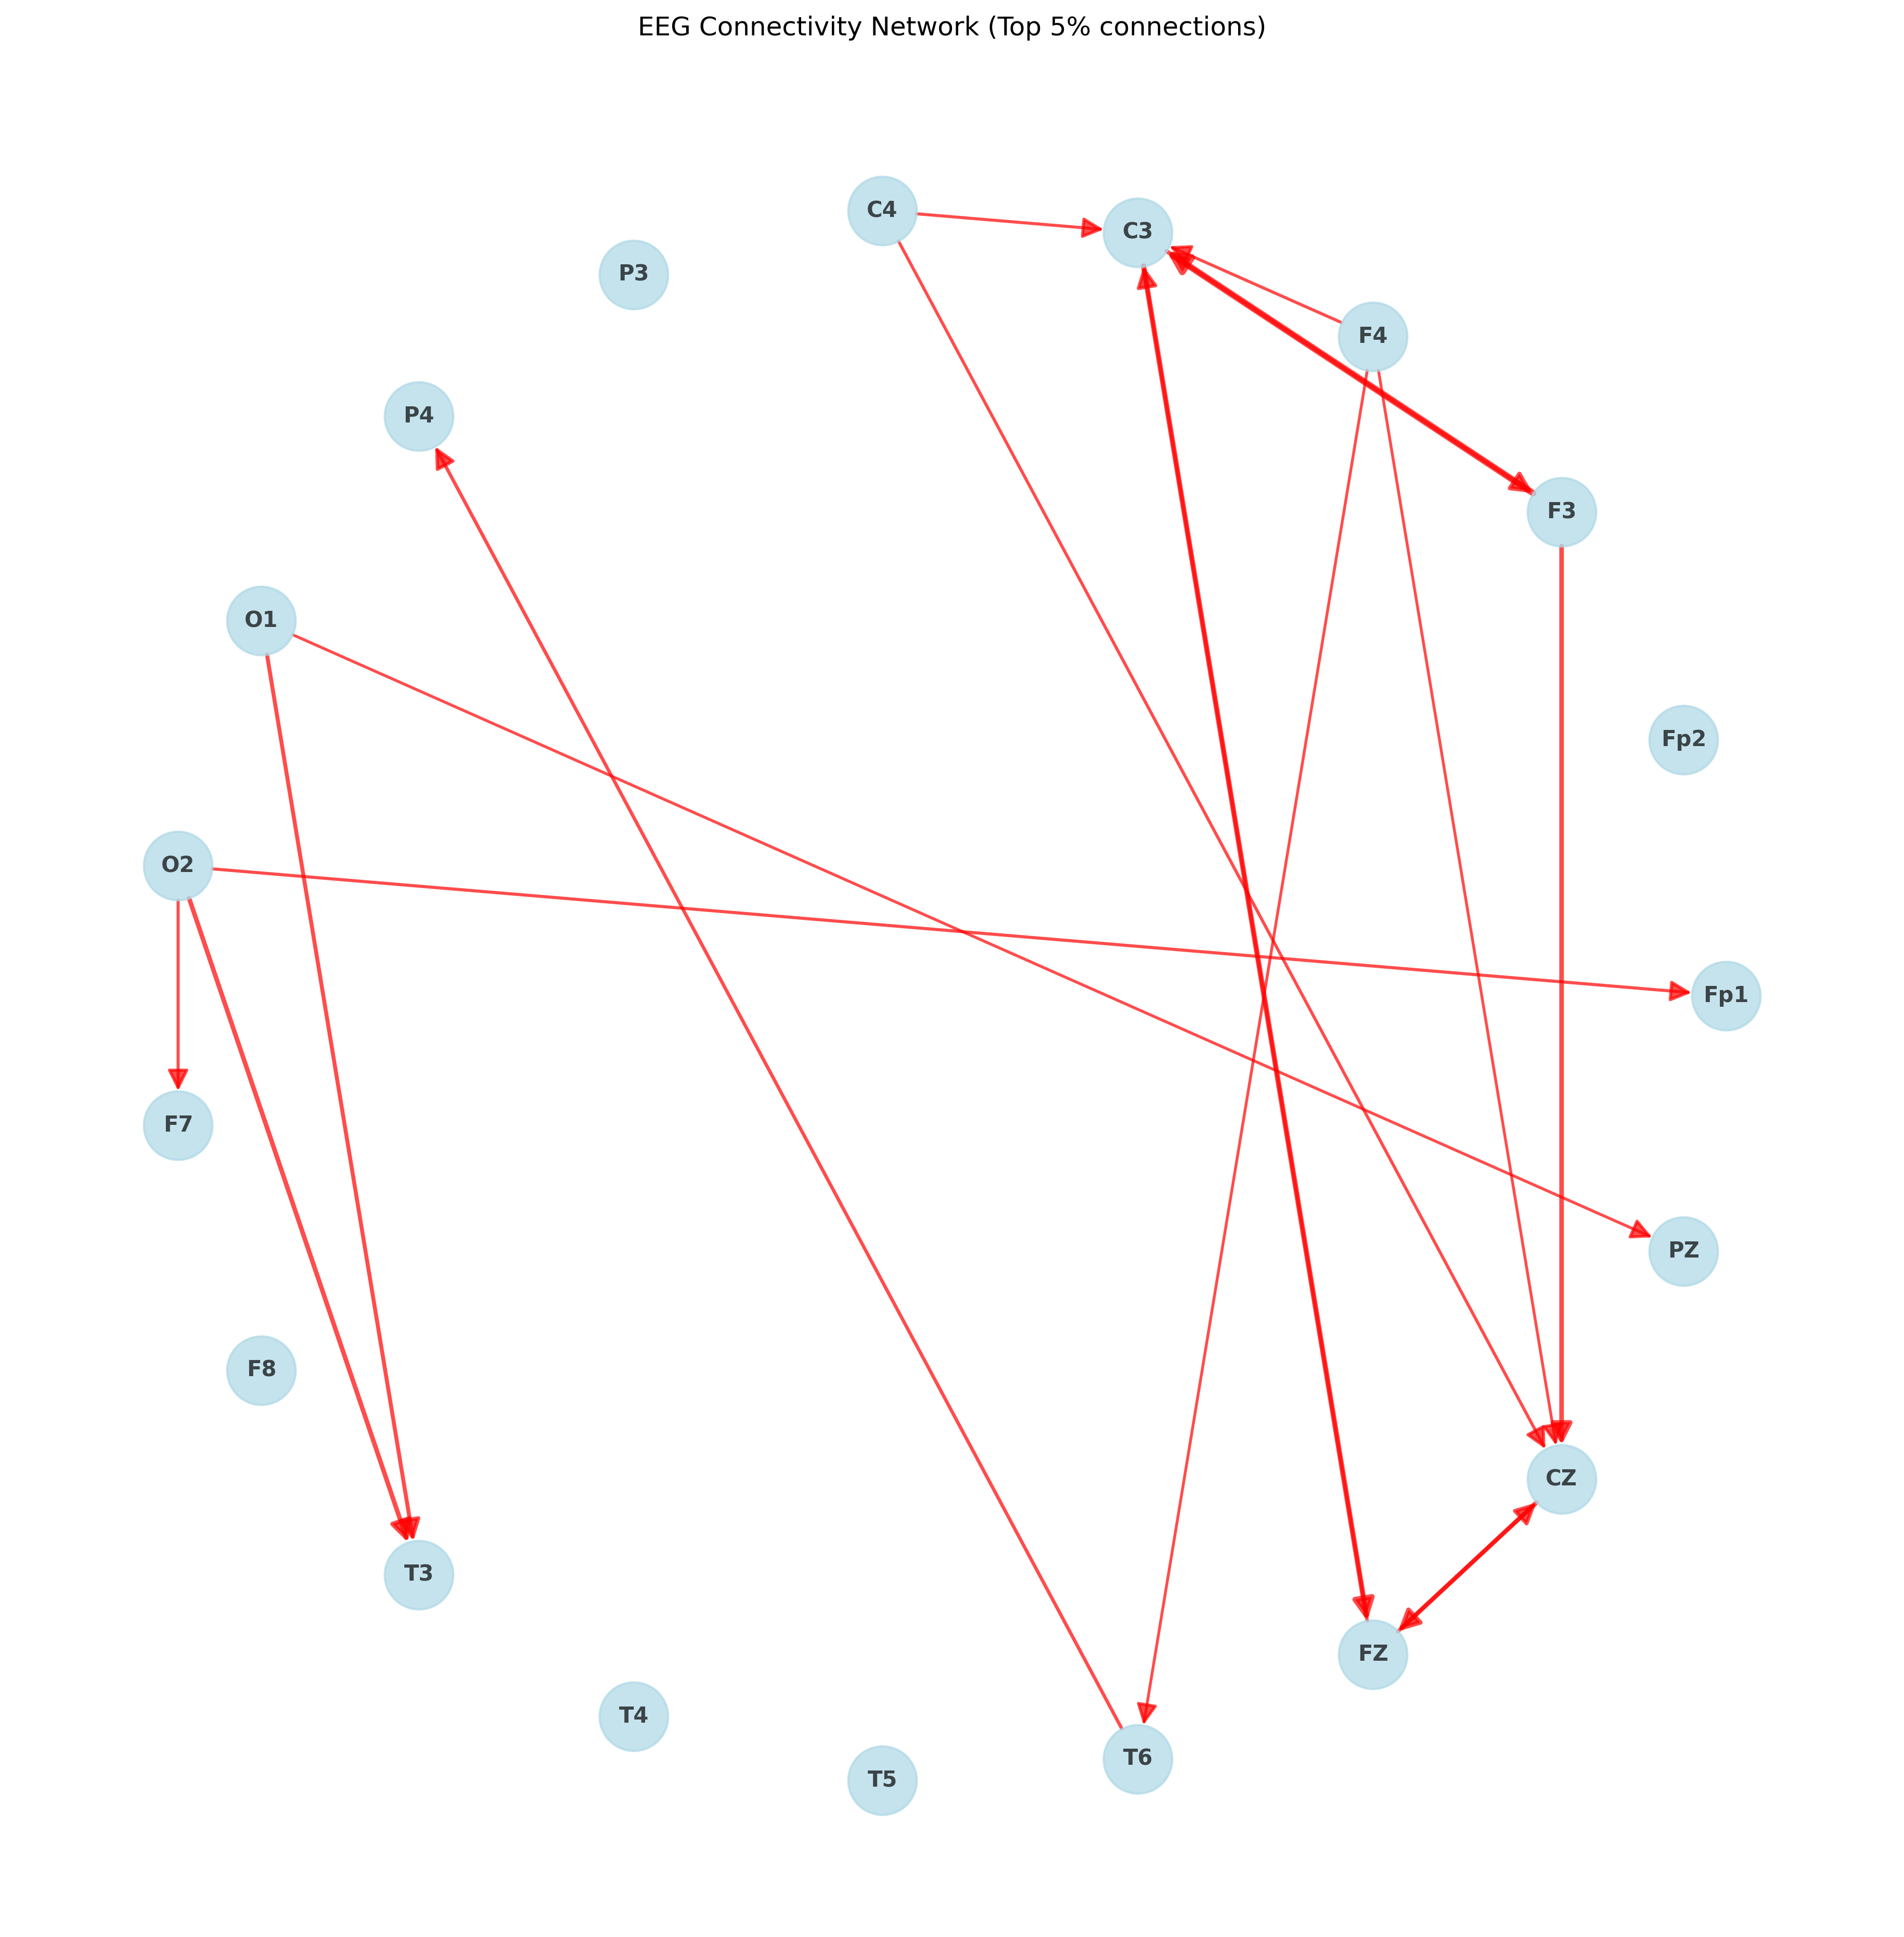 EEG Connectivity Network (Top 5% connections)
C4
C3
P3
F4
P4
F3
O1
Fp2
O2
Fp1
F7
PZ
F8
CZ
T3
FZ
T4
T6
T5